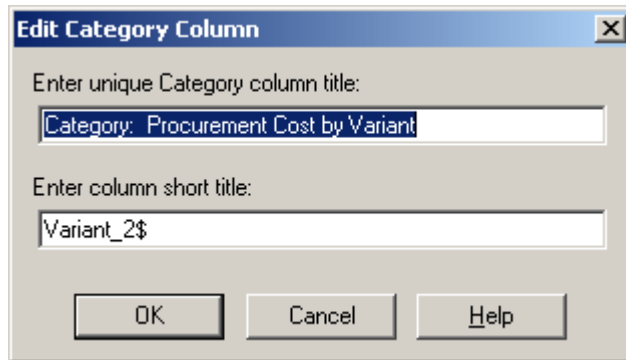 Edit Category Column
Enter unique Category column title:
Category:  Procurement Cost by Variant
Enter column short title:
Variant_2$
OK Cancel Help